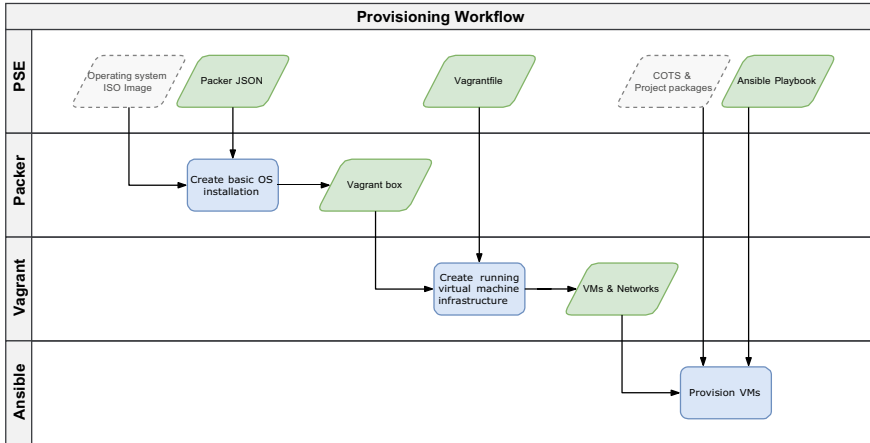 Provisioning Workflow
PSE
Operating system
ISO Image
Packer JSON
Vagrantfile
COTS &
Project packages
Ansible Playbook
Packer
Create basic OS
installation
Vagrant box
Vagrant
Create running
virtual machine
infrastructure
VMs & Networks
Ansible
Provision VMs